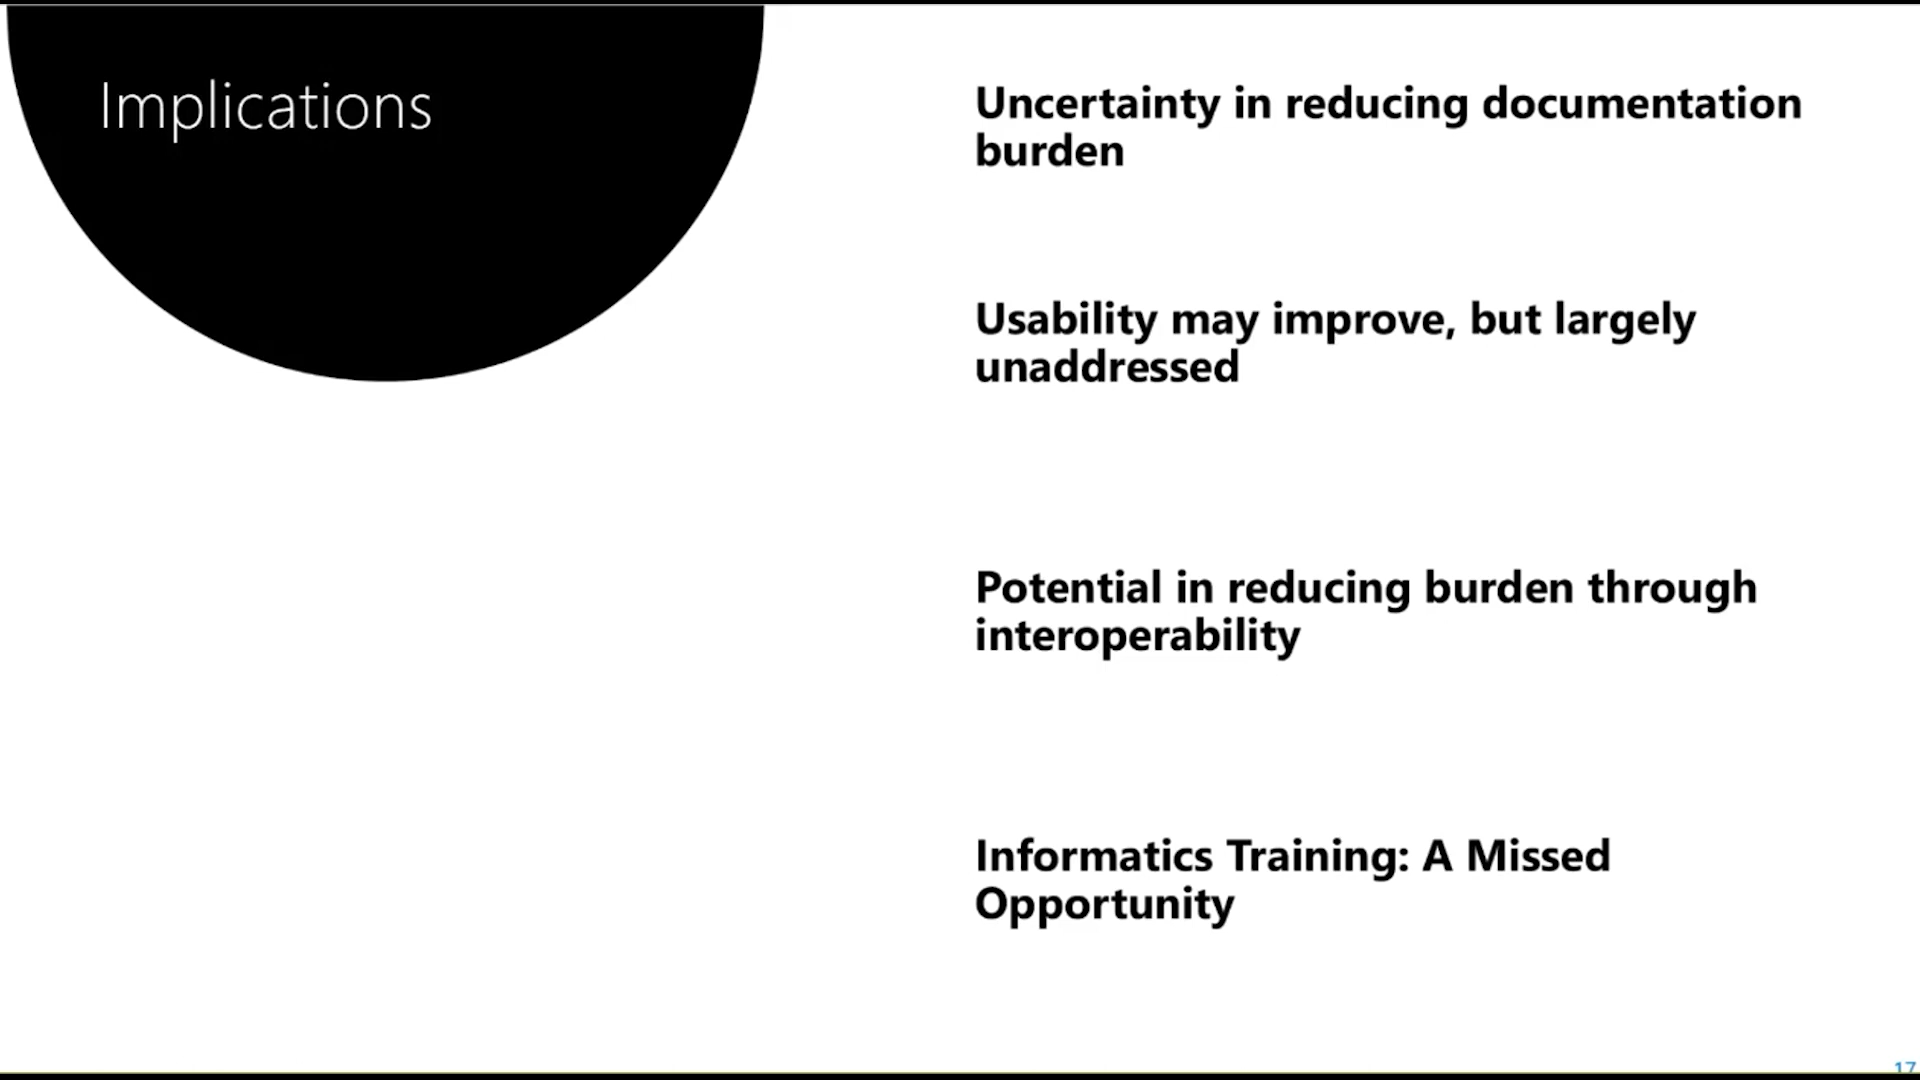 Implications
Uncertainty in reducing documentation
burden
Usability may improve, but largely
unaddressed
Potential in reducing burden through
interoperability
Informatics Training: A Missed
Opportunity
17